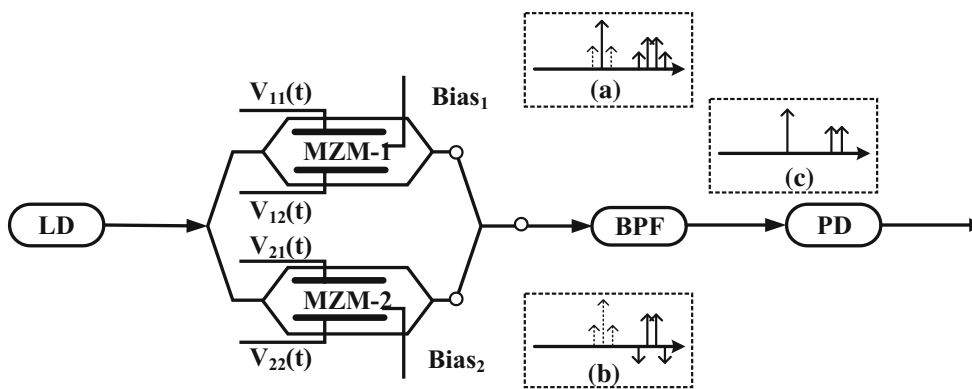 (a)
V11(t)
Bias1
MZM-1
(c)
V12(t)
LD
BPF
PD
V21(t)
MZM-2
V22(t)
Bias2
(b)